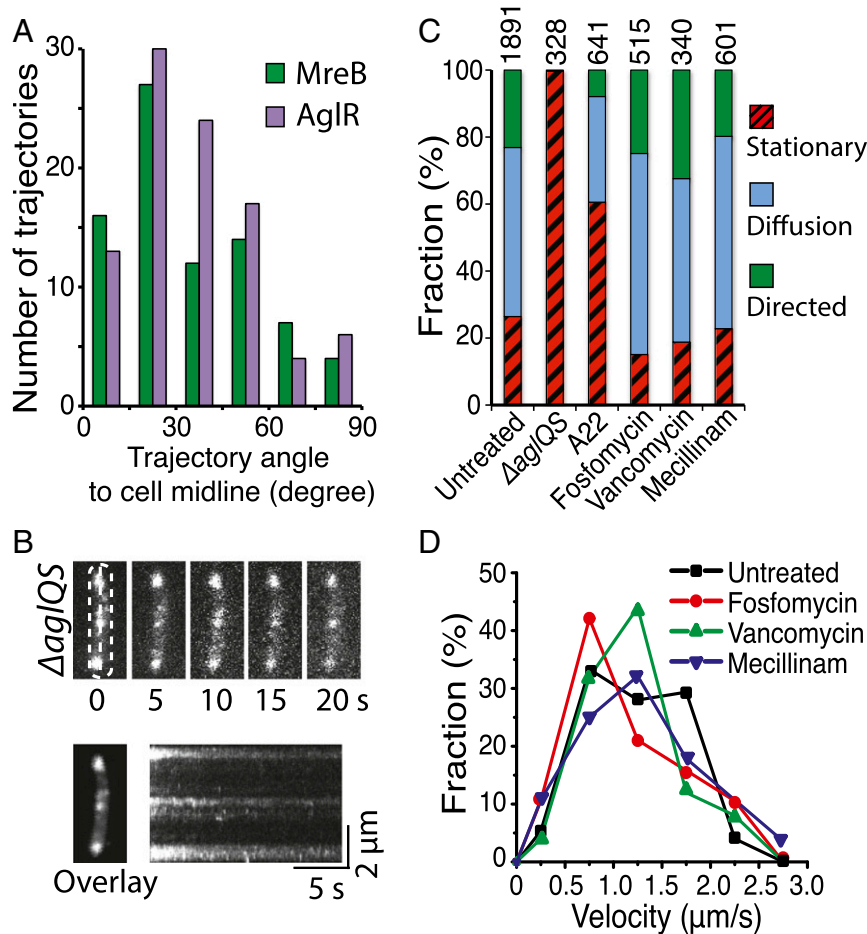 A
30
20
10
0
Number of trajectories
MreB
AglR
0 30 60 90
Trajectory angle
to cell midline (degree)
B
ΔaglQS
0 5 10 15 20 s
Overlay
5 s
2 μm
C
1891 328 641 515 340 601
100
80
60
40
20
0
Fraction (%)
Untreated
ΔaglQS
A22
Fosfomycin
Vancomycin
Mecillinam
Stationary
Diffusion
Directed
D
50
40
30
20
10
0
Fraction (%)
Untreated
Fosfomycin
Vancomycin
Mecillinam
0 0.5 1.0 1.5 2.0 2.5 3.0
Velocity (μm/s)